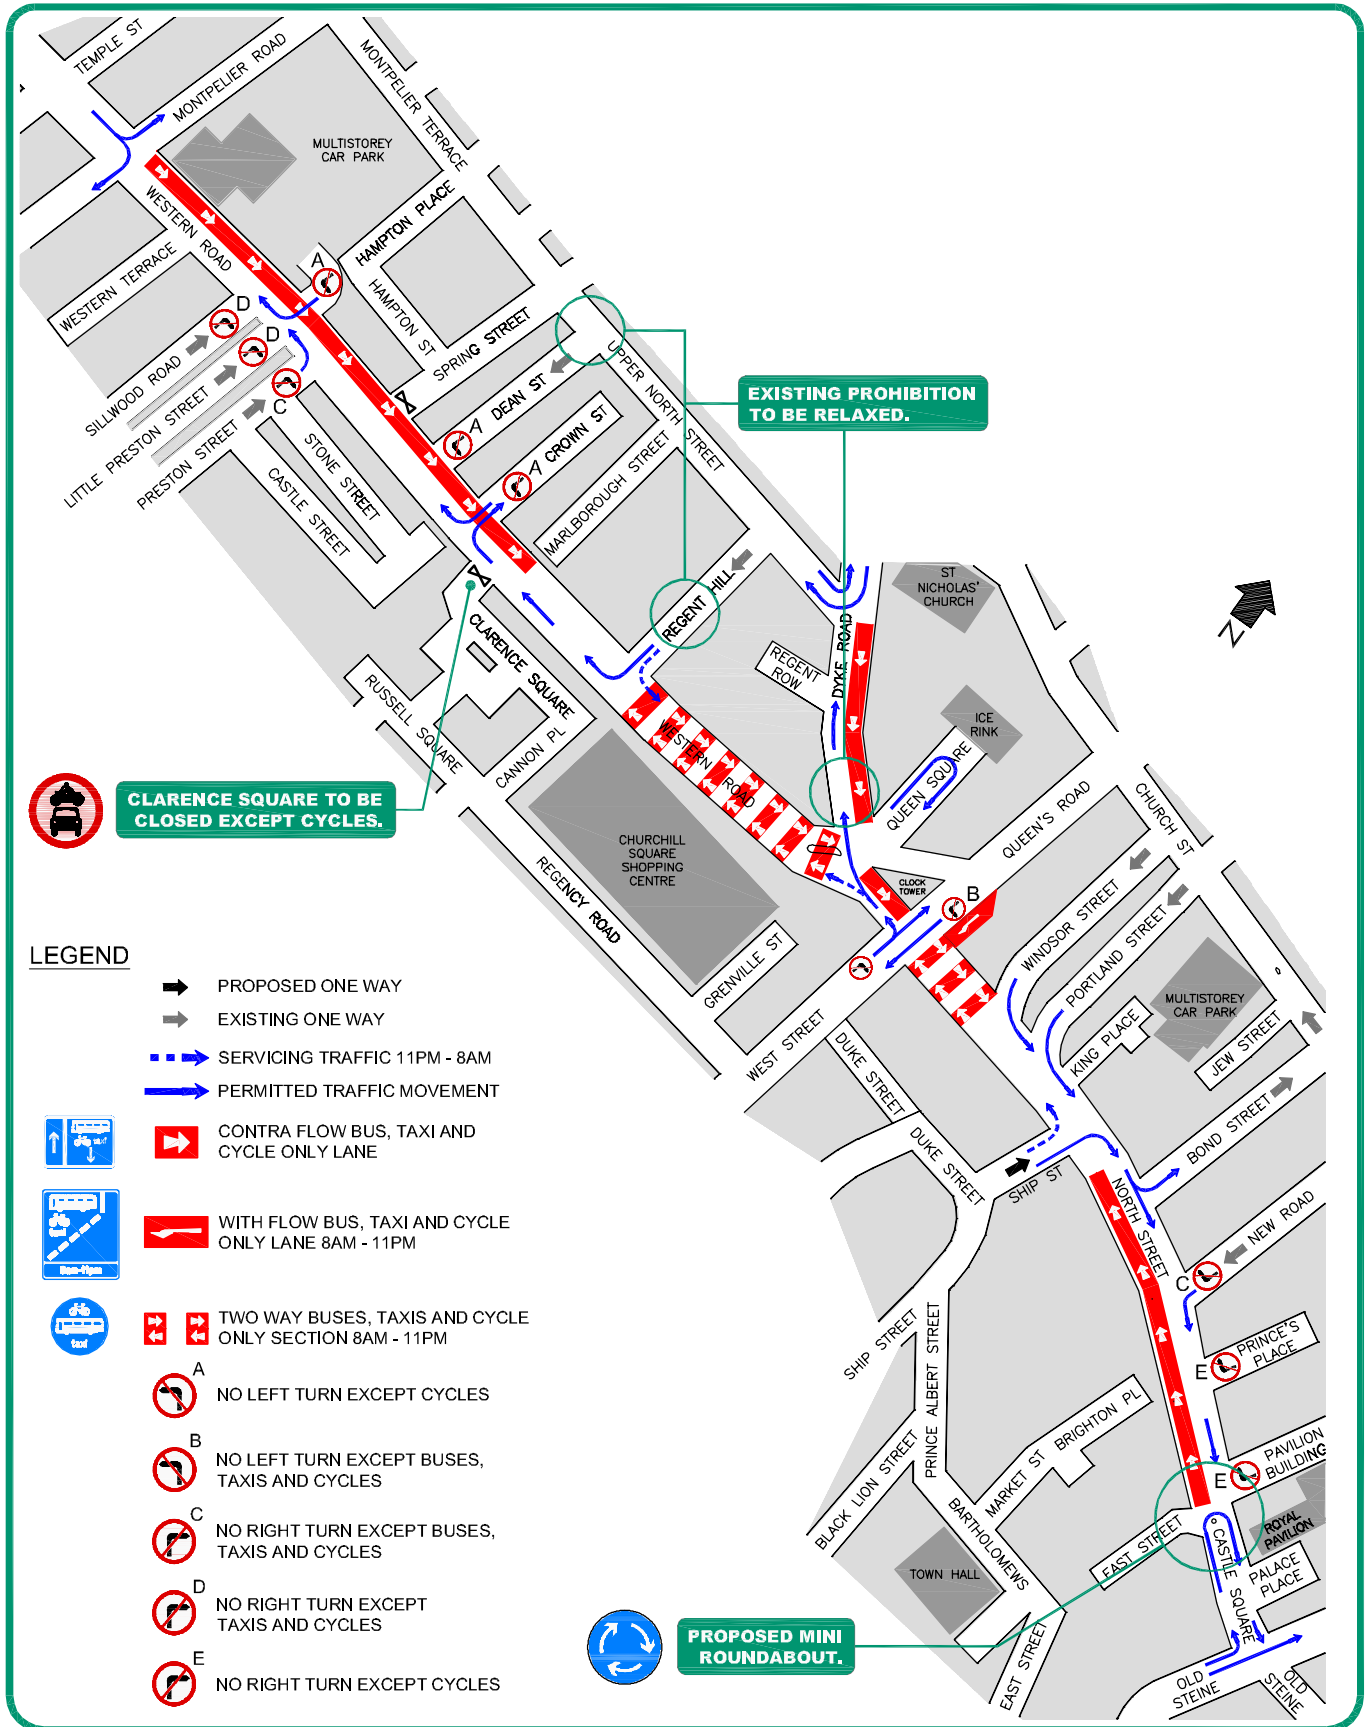 TEMPLE ST
MONTPELIER ROAD
MONTPELIER TERRACE
MULTISTOREY
CAR PARK
WESTERN ROAD
HAMPTON PLACE
WESTERN TERRACE
A
HAMPTON ST
D
D
SPRING STREET
SILLWOOD ROAD
LITTLE PRESTON STREET
PRESTON STREET
C
STONE STREET
CASTLE STREET
A
DEAN ST
A
CROWN ST
UPPER NORTH STREET
MARLBOROUGH STREET
EXISTING PROHIBITION
TO BE RELAXED.
REGENT HILL
ST
NICHOLAS'
CHURCH
N
CLARENCE SQUARE
RUSSELL SQUARE
CANNON PL
REGENT
ROW
DYKE ROAD
ICE
RINK
QUEEN SQUARE
WESTERN ROAD
CLARENCE SQUARE TO BE
CLOSED EXCEPT CYCLES.
CHURCHILL
SQUARE
SHOPPING
CENTRE
REGENCY ROAD
GRENVILLE ST
CLOCK
TOWER
B
QUEEN'S ROAD
CHURCH ST
WINDSOR STREET
PORTLAND STREET
MULTISTOREY
CAR PARK
KING PLACE
JEW STREET
WEST STREET
DUKE STREET
DUKE STREET
SHIP ST
BOND STREET
NORTH STREET
NEW ROAD
C
PRINCE'S
PLACE
E
SHIP STREET
PRINCE ALBERT STREET
BRIGHTON PL
MARKET ST
BLACK LION STREET
BARTHOLOMEWS
TOWN HALL
PAVILION
BUILDING
E
ROYAL
PAVILION
EAST STREET
CASTLE SQUARE
PALACE
PLACE
EAST STREET
OLD
STEINE
OLD
STEINE
PROPOSED MINI
ROUNDABOUT.
LEGEND
PROPOSED ONE WAY
EXISTING ONE WAY
SERVICING TRAFFIC 11PM - 8AM
PERMITTED TRAFFIC MOVEMENT
taxi
CONTRA FLOW BUS, TAXI AND
CYCLE ONLY LANE
taxi
8am-11pm
WITH FLOW BUS, TAXI AND CYCLE
ONLY LANE 8AM - 11PM
taxi
TWO WAY BUSES, TAXIS AND CYCLE
ONLY SECTION 8AM - 11PM
A
NO LEFT TURN EXCEPT CYCLES
B
NO LEFT TURN EXCEPT BUSES,
TAXIS AND CYCLES
C
NO RIGHT TURN EXCEPT BUSES,
TAXIS AND CYCLES
D
NO RIGHT TURN EXCEPT
TAXIS AND CYCLES
E
NO RIGHT TURN EXCEPT CYCLES